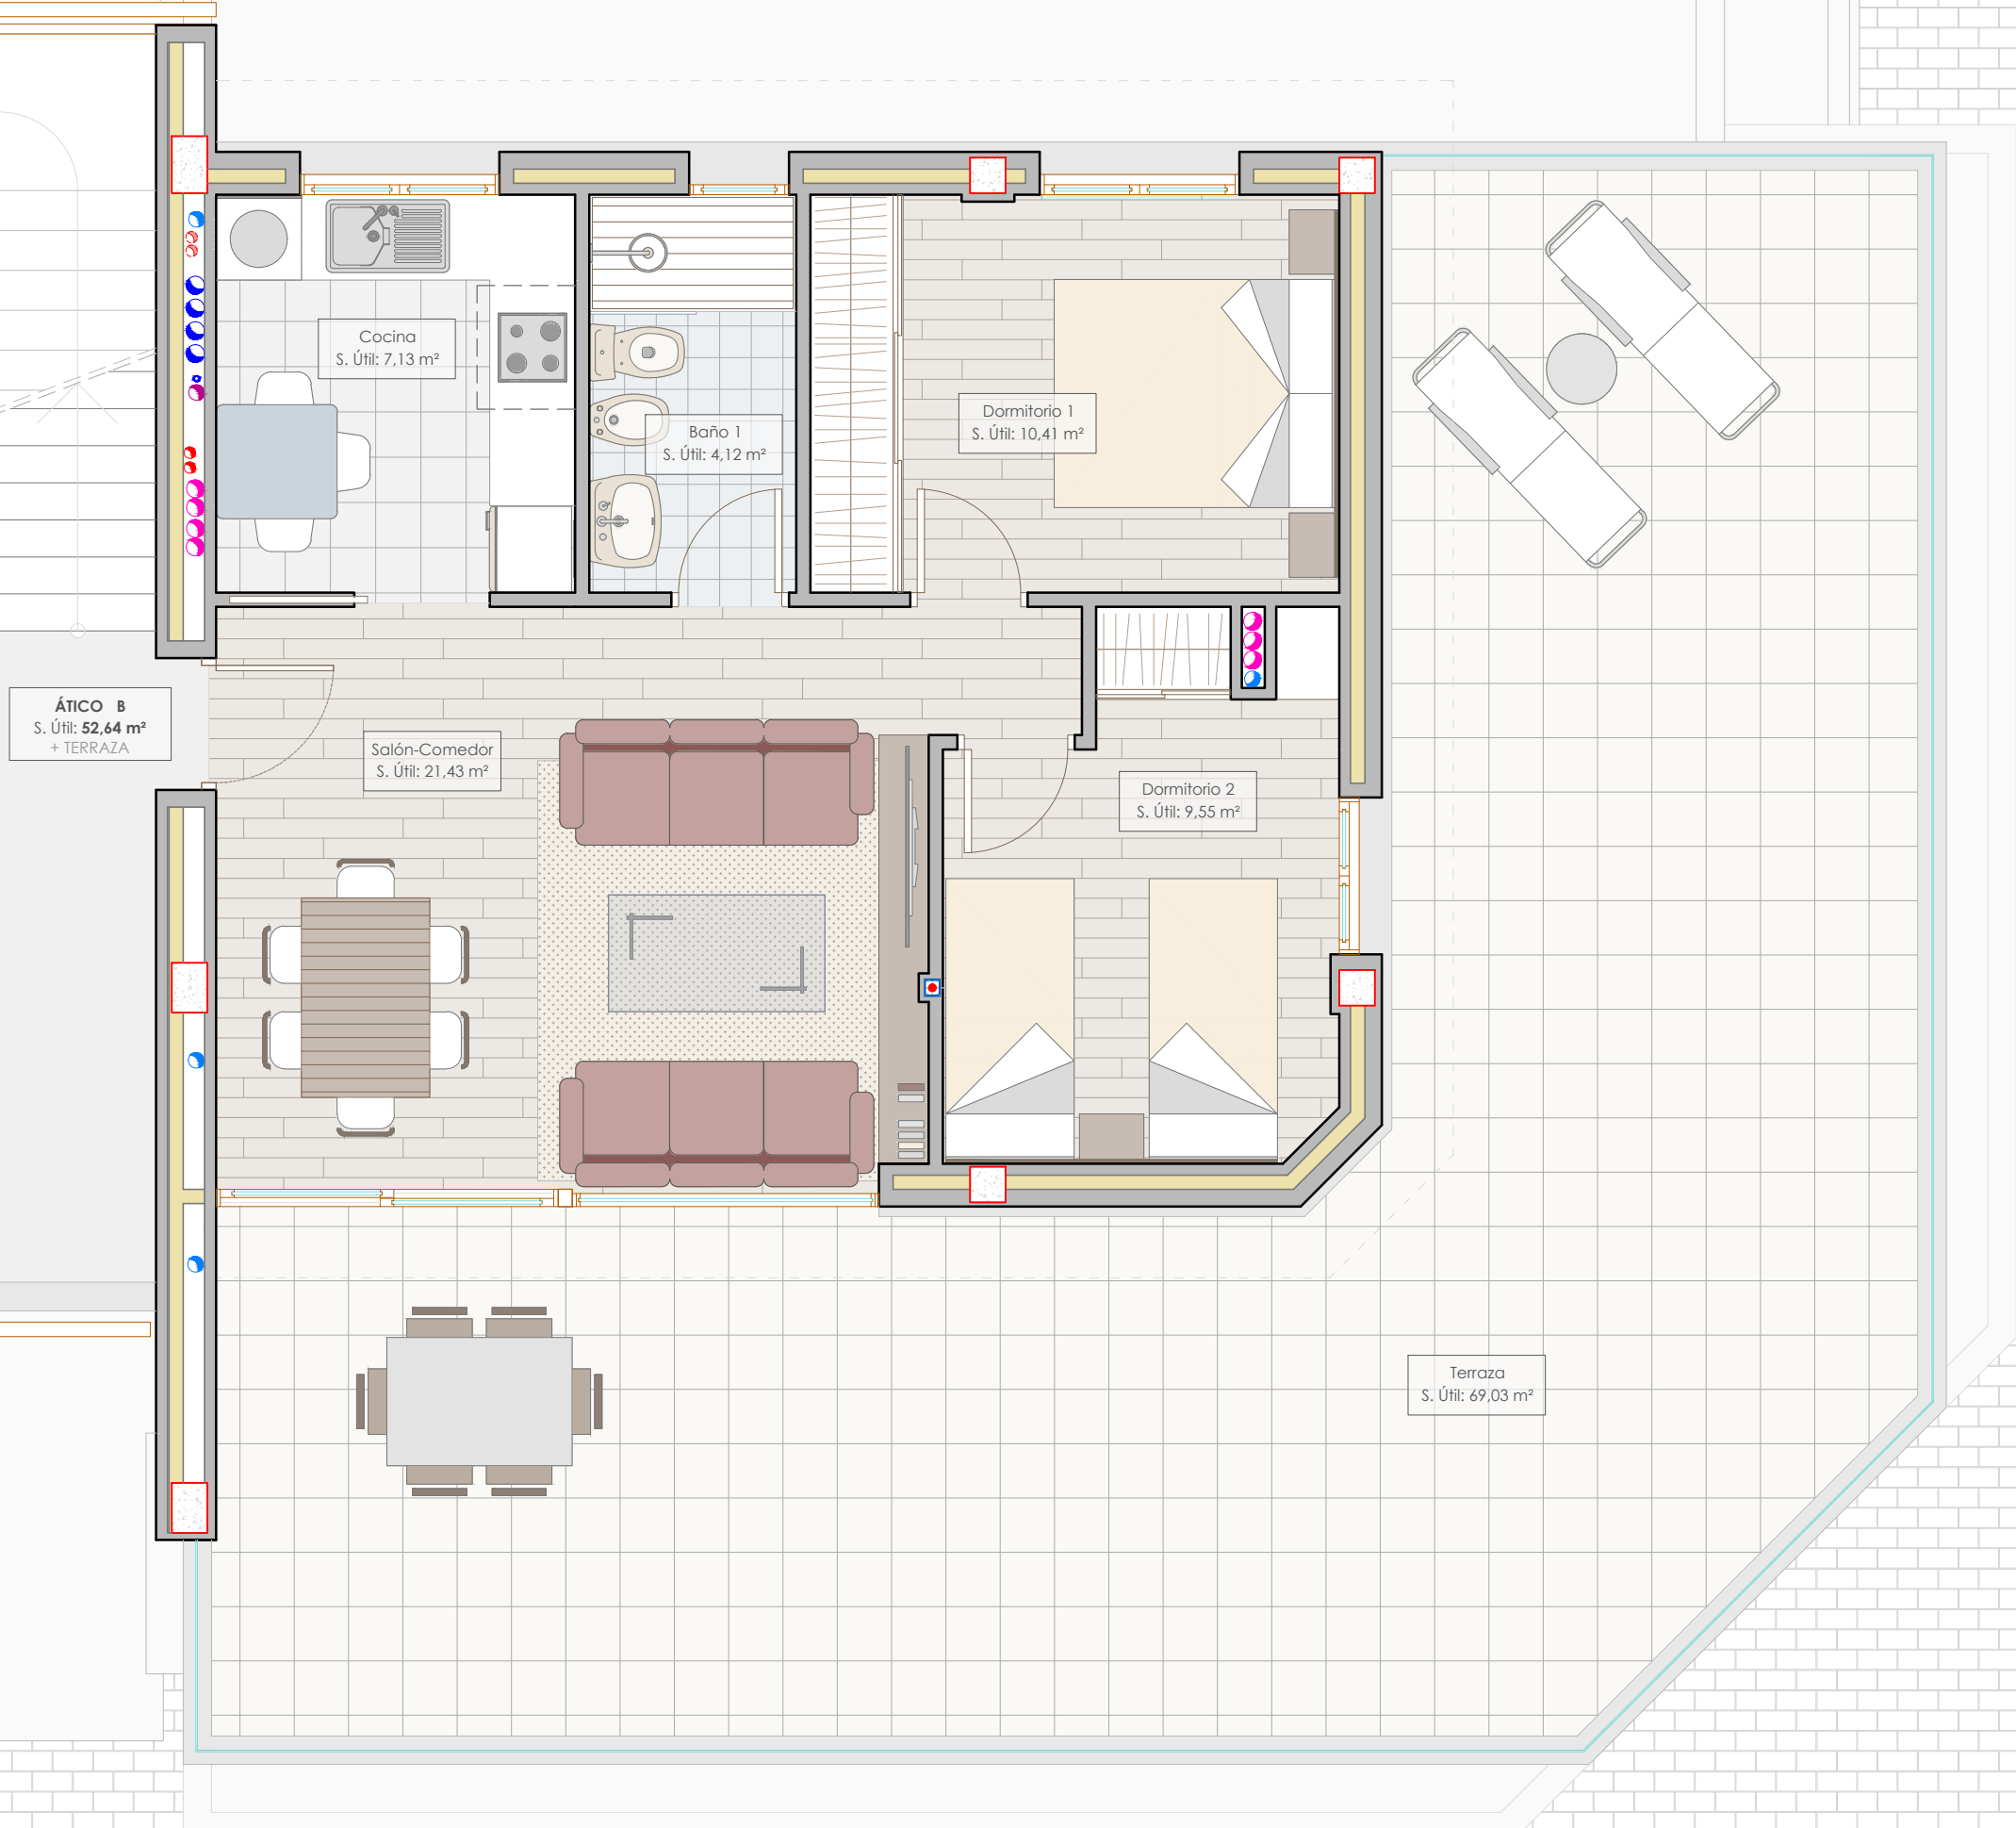 Cocina
S. Útil: 7,13 m²
Baño 1
S. Útil: 4,12 m²
Dormitorio 1
S. Útil: 10,41 m²
ÁTICO B
S. Útil: 52,64 m²
+ TERRAZA
Salón-Comedor
S. Útil: 21,43 m²
Dormitorio 2
S. Útil: 9,55 m²
Terraza
S. Útil: 69,03 m²